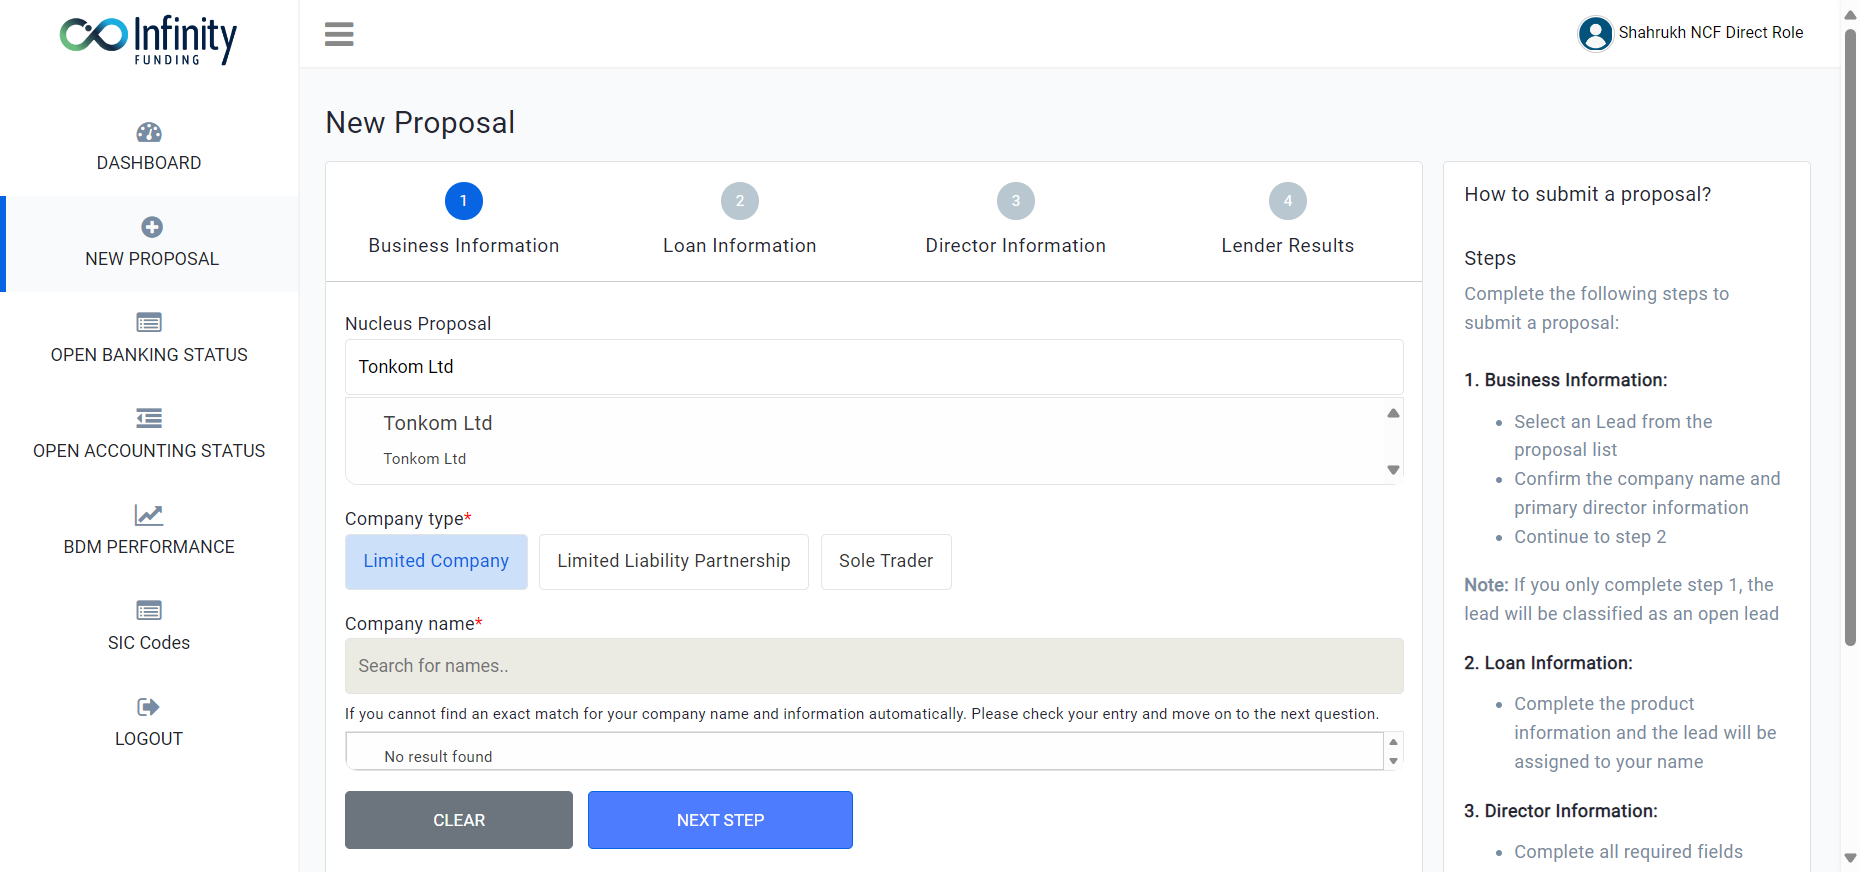 Infinity
FUNDING
Shahrukh NCF Direct Role
DASHBOARD
NEW PROPOSAL
OPEN BANKING STATUS
OPEN ACCOUNTING STATUS
BDM PERFORMANCE
SIC Codes
LOGOUT
New Proposal
1
Business Information
2
Loan Information
3
Director Information
4
Lender Results
Nucleus Proposal
Tonkom Ltd
Tonkom Ltd
Tonkom Ltd
Company type*
Limited Company
Limited Liability Partnership
Sole Trader
Company name*
Search for names..
If you cannot find an exact match for your company name and information automatically. Please check your entry and move on to the next question.
No result found
CLEAR
NEXT STEP
How to submit a proposal?
Steps
Complete the following steps to
submit a proposal:
1. Business Information:
• Select an Lead from the
proposal list
• Confirm the company name and
primary director information
• Continue to step 2
Note: If you only complete step 1, the
lead will be classified as an open lead
2. Loan Information:
• Complete the product
information and the lead will be
assigned to your name
3. Director Information:
• Complete all required fields